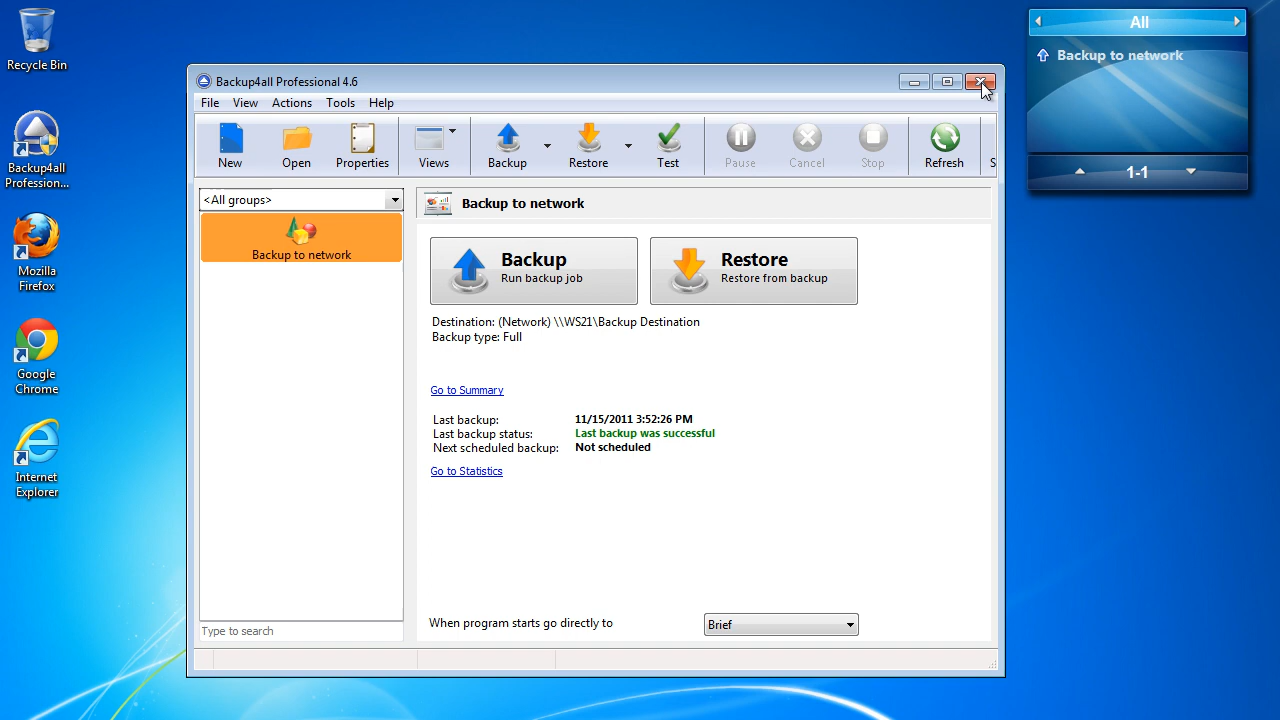 Recycle Bin
Backup4all
Profession...
Mozilla
Firefox
Google
Chrome
Internet
Explorer
Backup4all Professional 4.6
File View Actions Tools Help
New Open Properties Views Backup Restore Test Pause Cancel Stop Refresh S
<All groups>
Backup to network
Type to search
Backup to network
Backup
Run backup job
Restore
Restore from backup
Destination: (Network) \\WS21\Backup Destination
Backup type: Full
Go to Summary
Last backup: 11/15/2011 3:52:26 PM
Last backup status: Last backup was successful
Next scheduled backup: Not scheduled
Go to Statistics
When program starts go directly to Brief
All
Backup to network
1-1